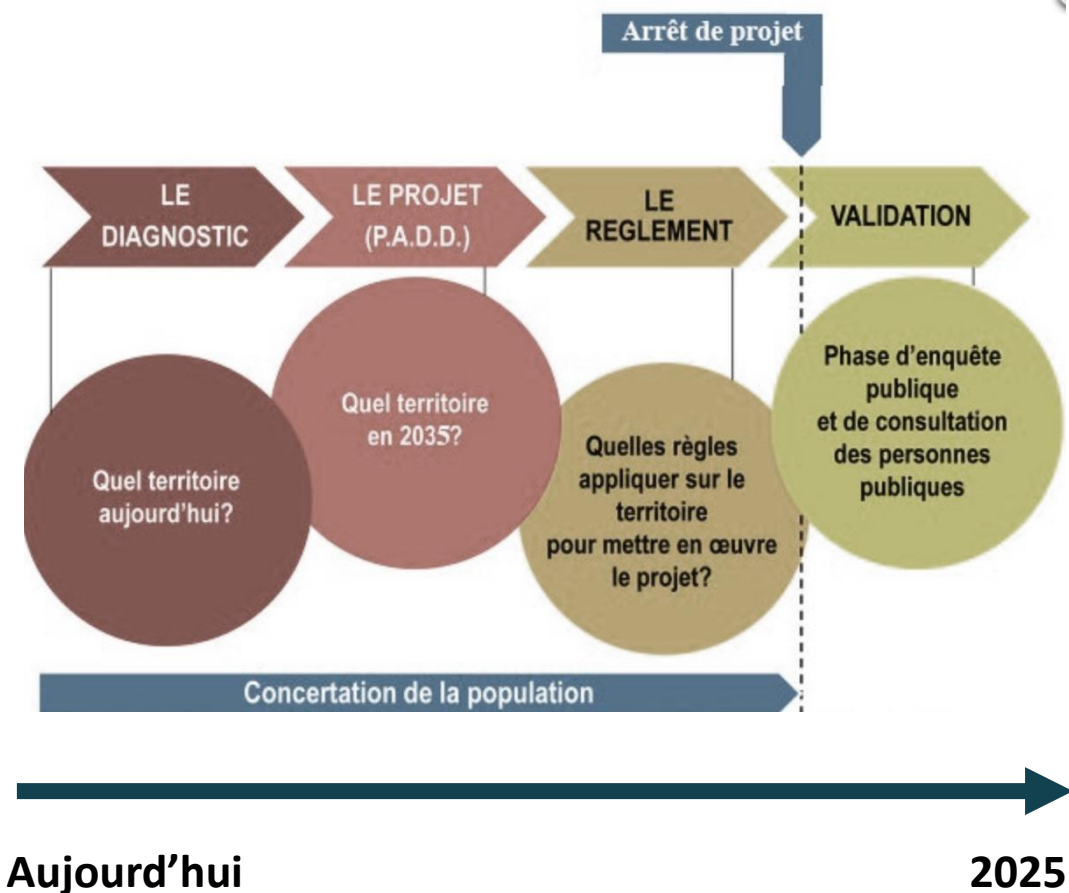 Arrêt de projet
LE
DIAGNOSTIC
LE PROJET
(P.A.D.D.)
LE
REGLEMENT
VALIDATION
Quel territoire
aujourd’hui?
Quel territoire
en 2035?
Quelles règles
appliquer sur le
territoire
pour mettre en œuvre
le projet?
Phase d’enquête
publique
et de consultation
des personnes
publiques
Concertation de la population
Aujourd’hui
2025